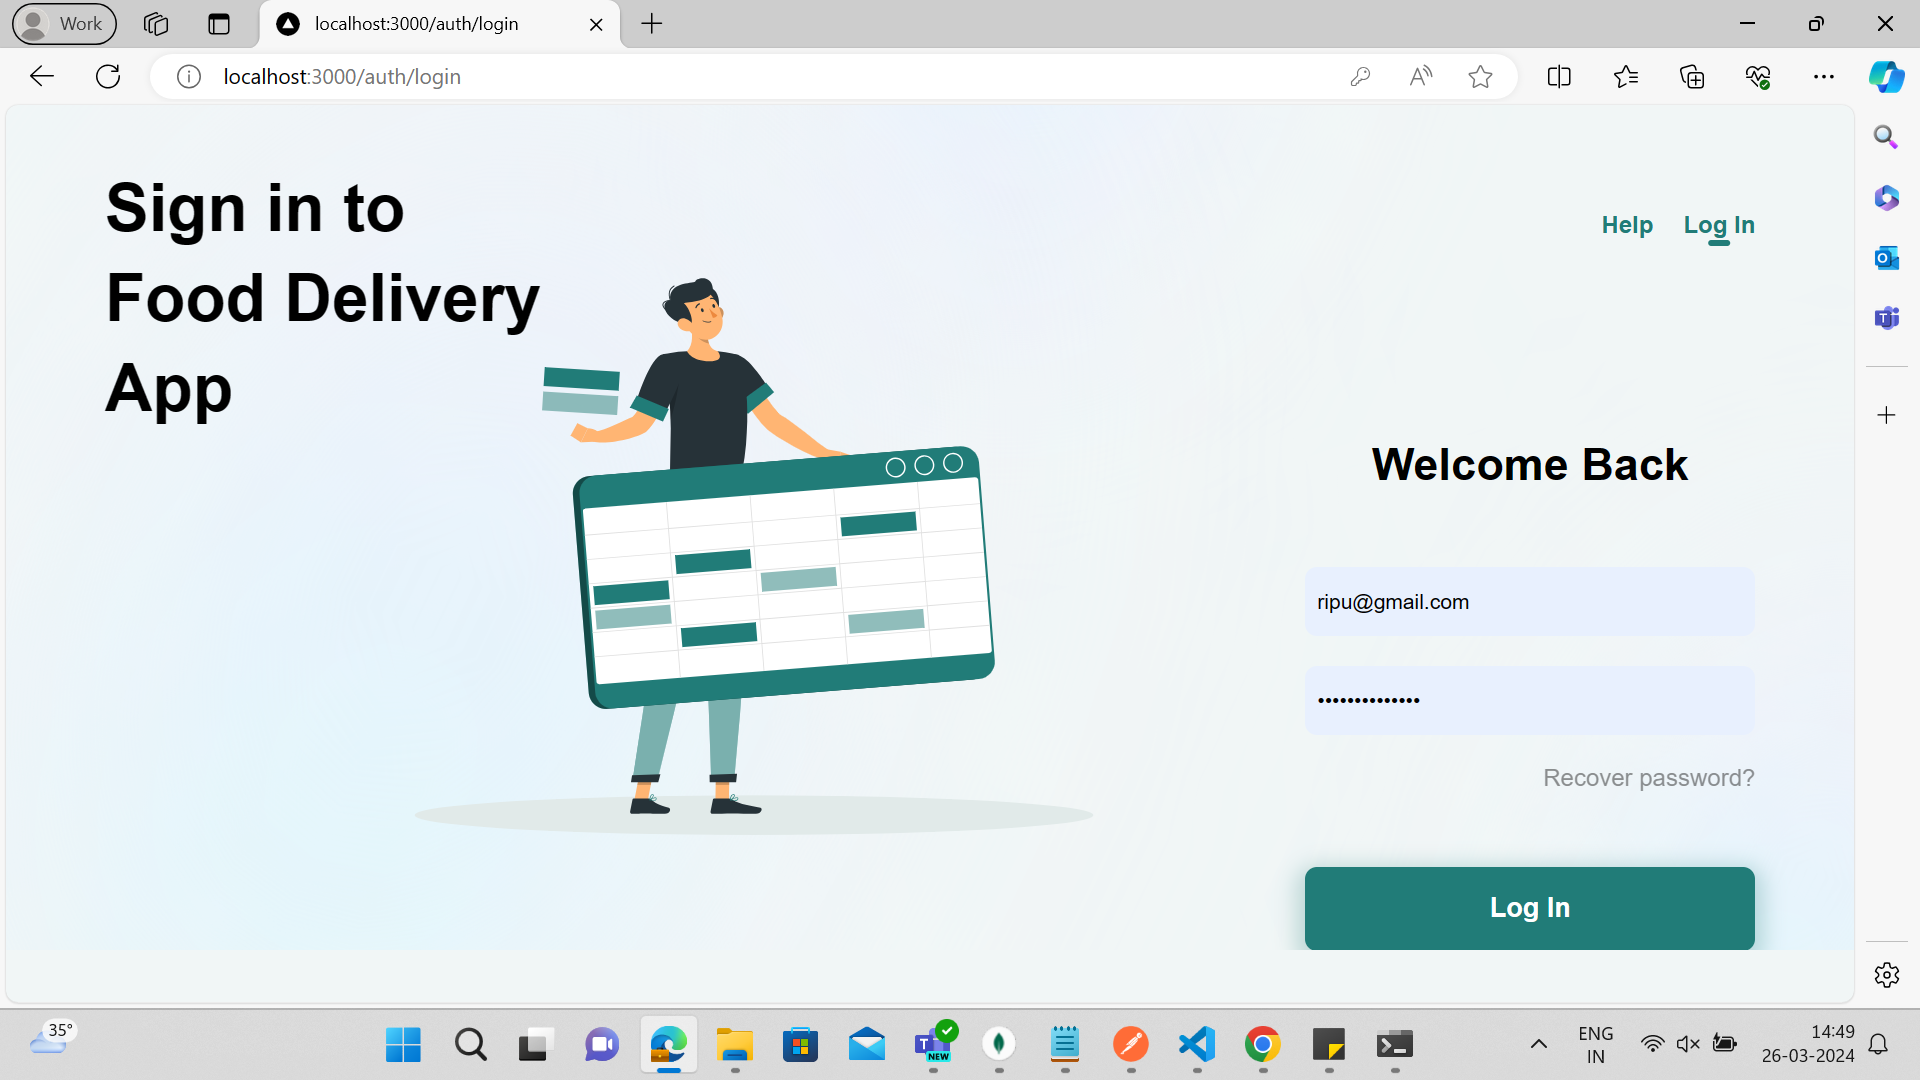 Work
localhost:3000/auth/login
localhost:3000/auth/login
Sign in to
Food Delivery
App
Help Log In
Welcome Back
ripu@gmail.com
••••••••••••••
Recover password?
Log In
35°
NEW
ENG
IN
14:49
26-03-2024